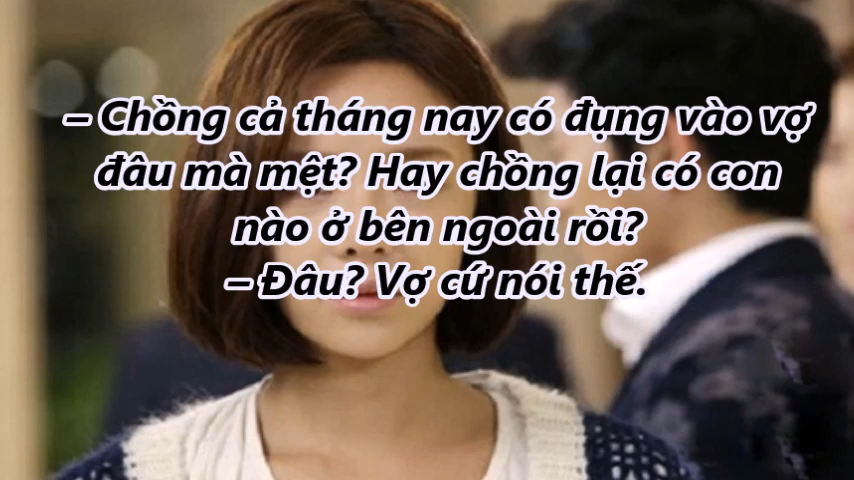 – Chồng cả tháng nay có đụng vào vợ
đâu mà mệt? Hay chồng lại có con
nào ở bên ngoài rồi?
– Đâu? Vợ cứ nói thế.